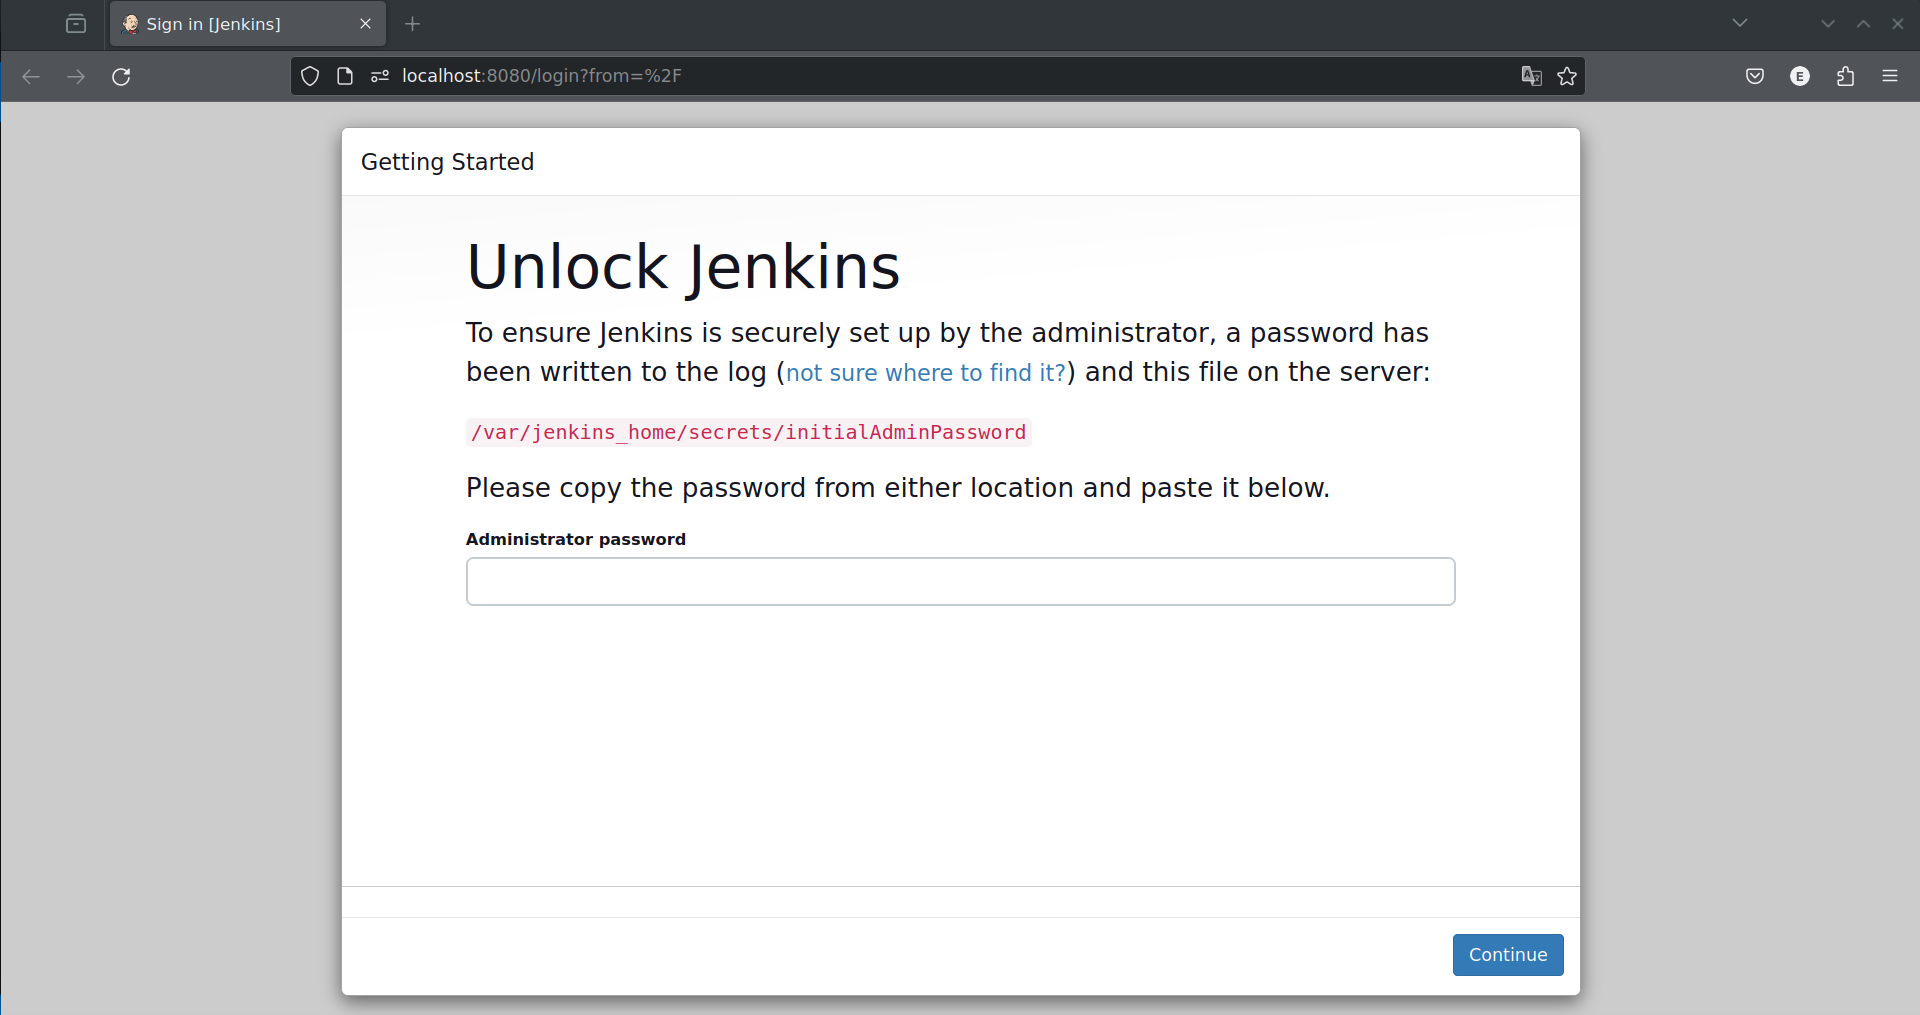 Sign in [Jenkins]
localhost:8080/login?from=%2F
E
Getting Started
Unlock Jenkins
To ensure Jenkins is securely set up by the administrator, a password has
been written to the log (not sure where to find it?) and this file on the server:
/var/jenkins_home/secrets/initialAdminPassword
Please copy the password from either location and paste it below.
Administrator password
Continue